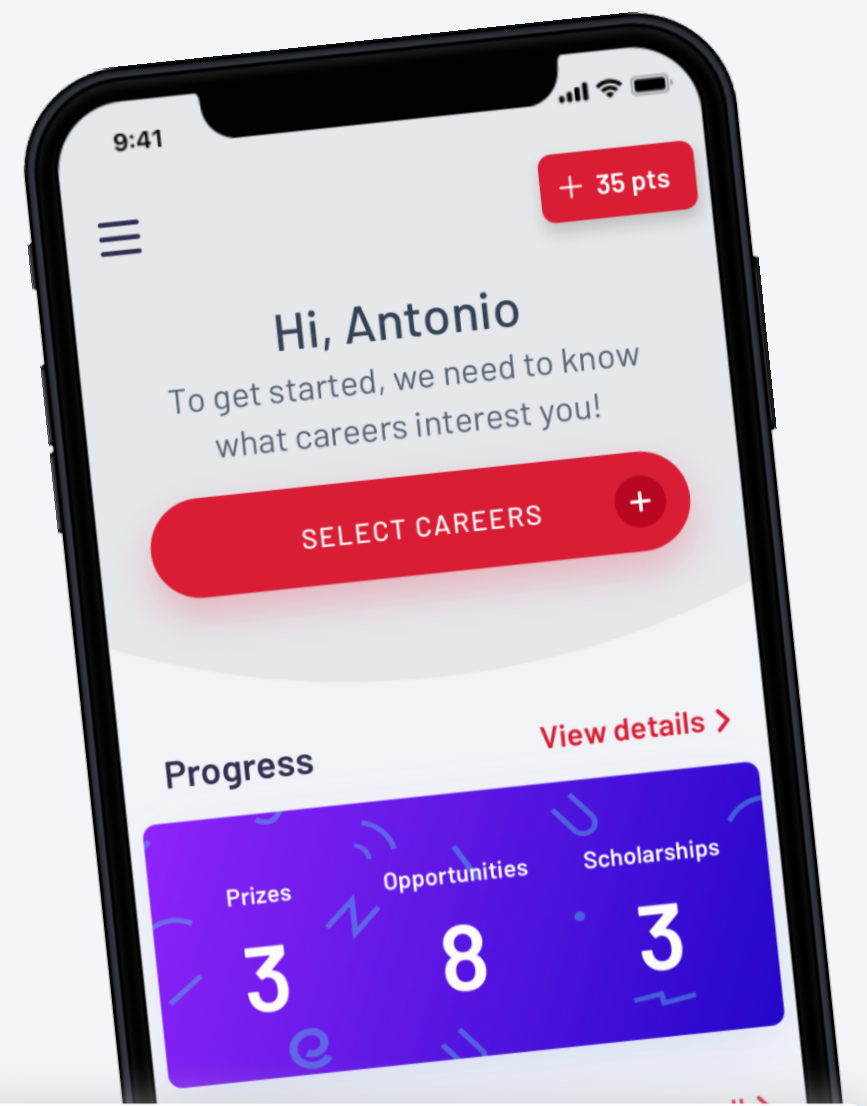 9:41
+ 35 pts
Hi, Antonio
To get started, we need to know
what careers interest you!
SELECT CAREERS +
Progress
View details >
Prizes
Opportunities
Scholarships
3
8
3